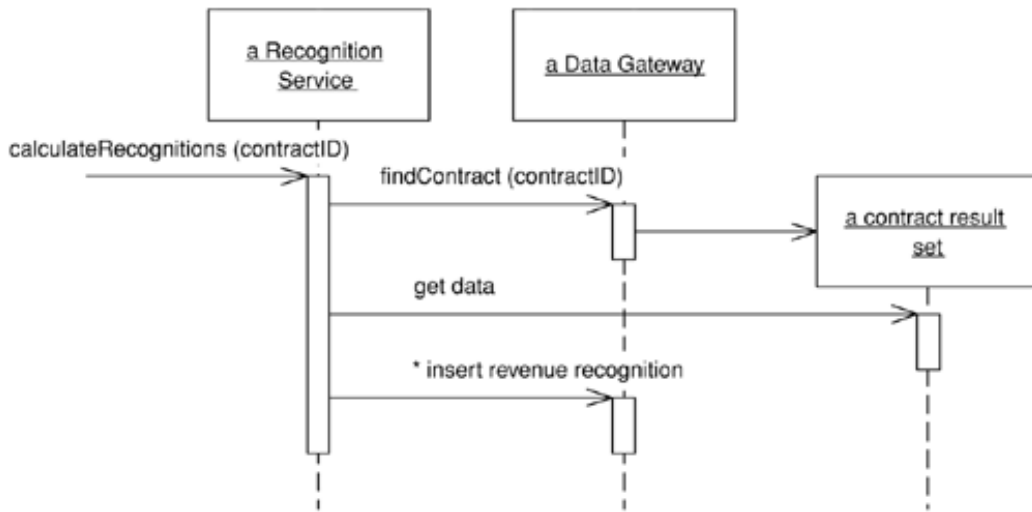 a Recognition
Service
a Data Gateway
calculateRecognitions (contractID)
findContract (contractID)
a contract result
set
get data
* insert revenue recognition